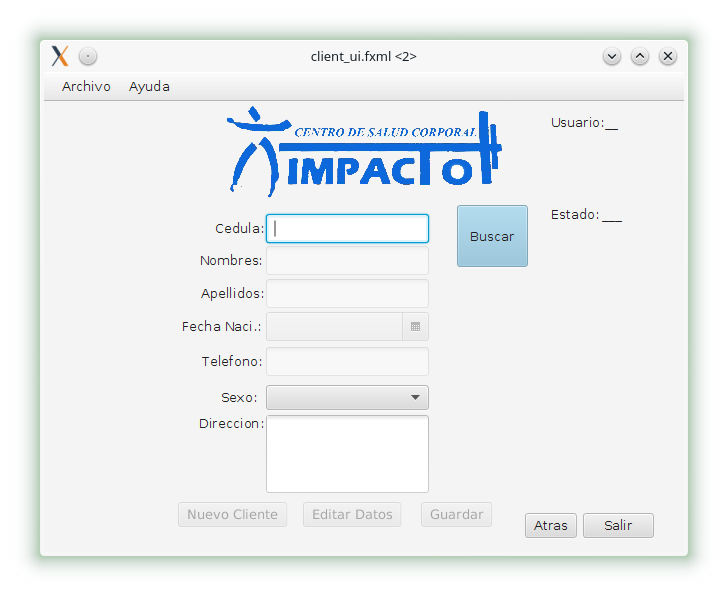 client_ui.fxml <2>
Archivo Ayuda
CENTRO DE SALUD CORPORAL
IMPACTO
Usuario:__
Cedula:
Buscar
Estado: ___
Nombres:
Apellidos:
Fecha Naci.:
Telefono:
Sexo:
Direccion:
Nuevo Cliente
Editar Datos
Guardar
Atras
Salir